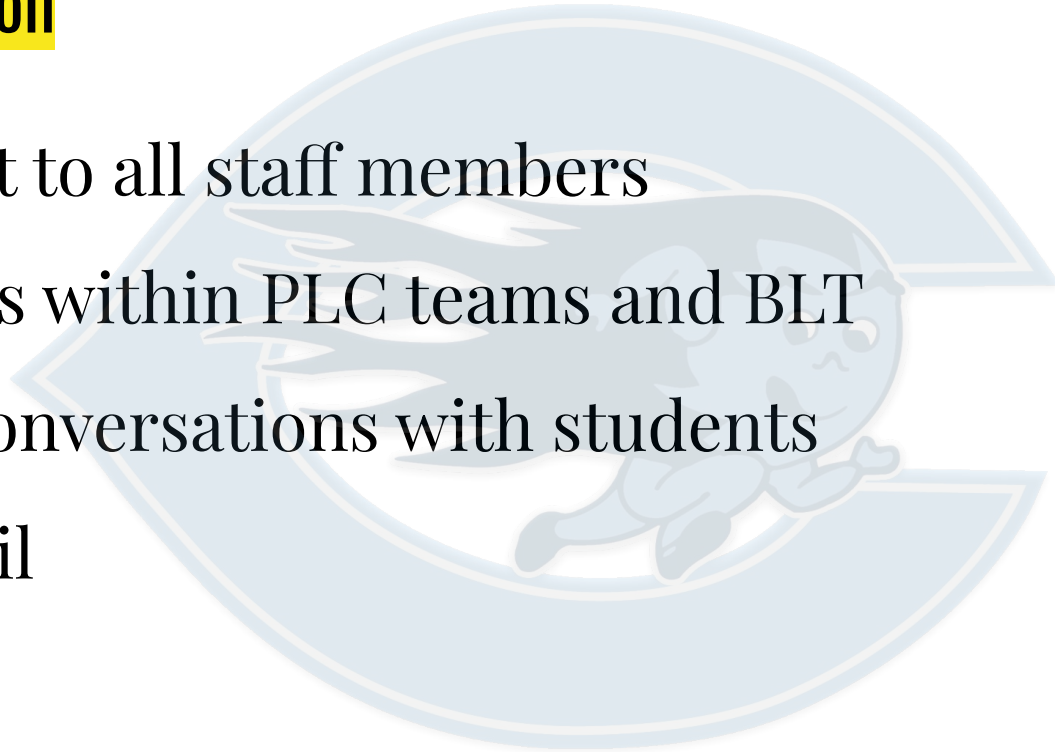 on
t to all staff members
s within PLC teams and BLT
onversations with students
il